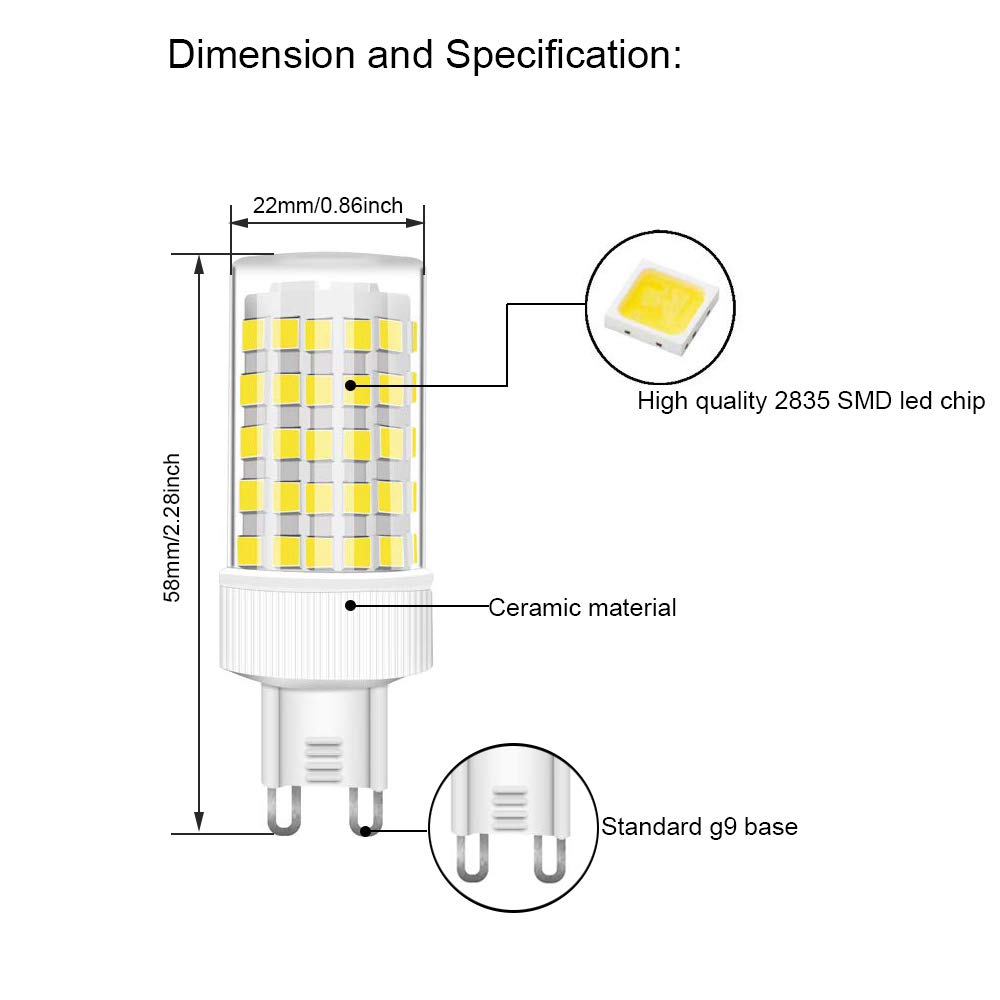 Dimension and Specification:
22mm/0.86inch
High quality 2835 SMD led chip
58mm/2.28inch
Ceramic material
Standard g9 base